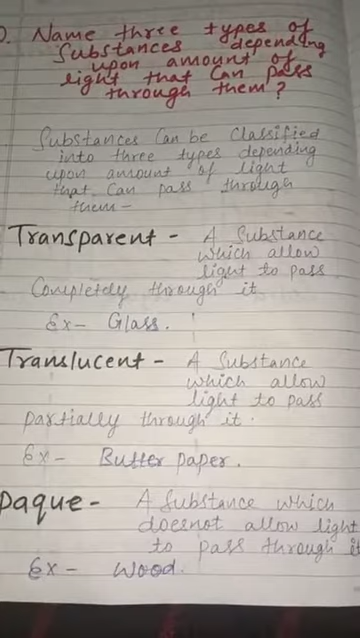 Name three types of
Substances depending
upon amount of
light that can pass
through them?
Substances Can be Classified
into three types depending
upon amount of light
that, Can pass through
them -
Transparent - A Substance
which allow
light to pass
Completely through it
Ex - Glass.
Translucent - A Substance
which allow
light to pass
partially through it.
Ex - Butter paper.
paque - A Substance which
doesnot allow light
to pass through it
Ex - Wood.